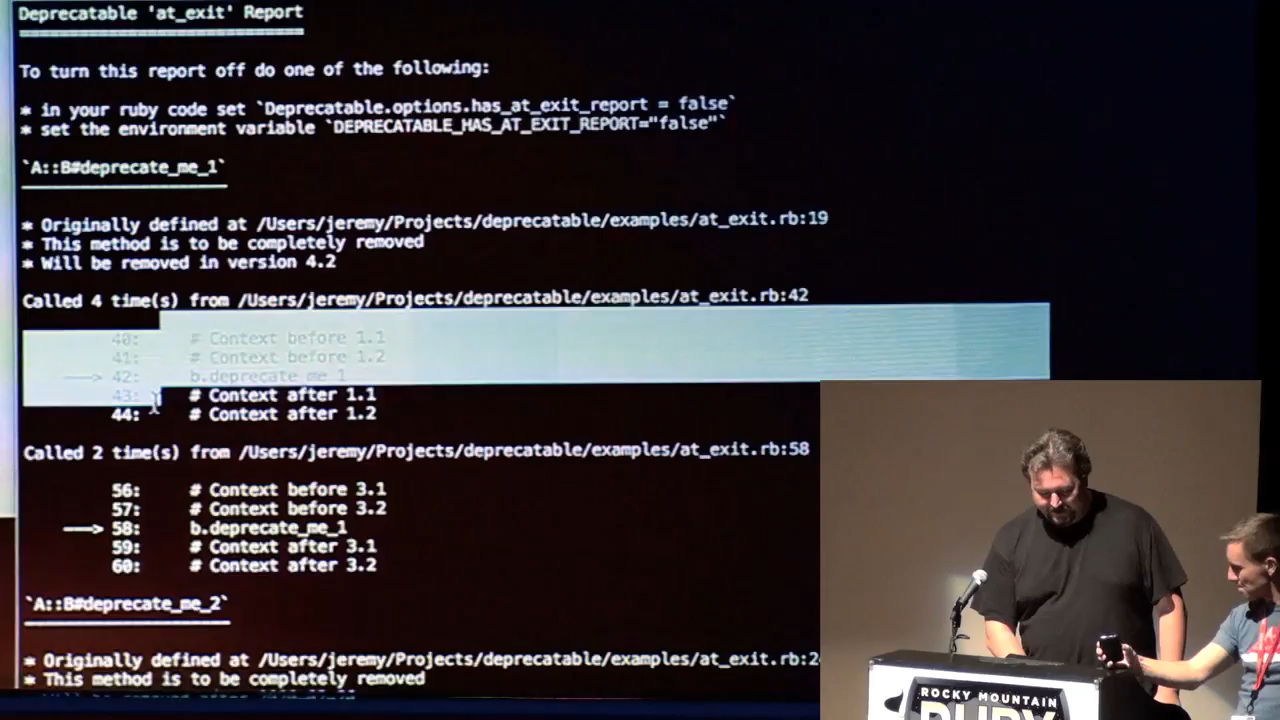 Deprecatable 'at_exit' Report
To turn this report off do one of the following:
* in your ruby code set `Deprecatable.options.has_at_exit_report = false`
* set the environment variable `DEPRECATABLE_HAS_AT_EXIT_REPORT="false"`
`A::B#deprecate_me_1`
* Originally defined at /Users/jeremy/Projects/deprecatable/examples/at_exit.rb:19
* This method is to be completely removed
* Will be removed in version 4.2
Called 4 time(s) from /Users/jeremy/Projects/deprecatable/examples/at_exit.rb:42
40: # Context before 1.1
41: # Context before 1.2
---> 42: b.deprecate_me_1
43: # Context after 1.1
44: # Context after 1.2
Called 2 time(s) from /Users/jeremy/Projects/deprecatable/examples/at_exit.rb:58
56: # Context before 3.1
57: # Context before 3.2
---> 58: b.deprecate_me_1
59: # Context after 3.1
60: # Context after 3.2
`A::B#deprecate_me_2`
* Originally defined at /Users/jeremy/Projects/deprecatable/examples/at_exit.rb:2
* This method is to be completely removed
ROCKY MOUNTAIN
RUBY